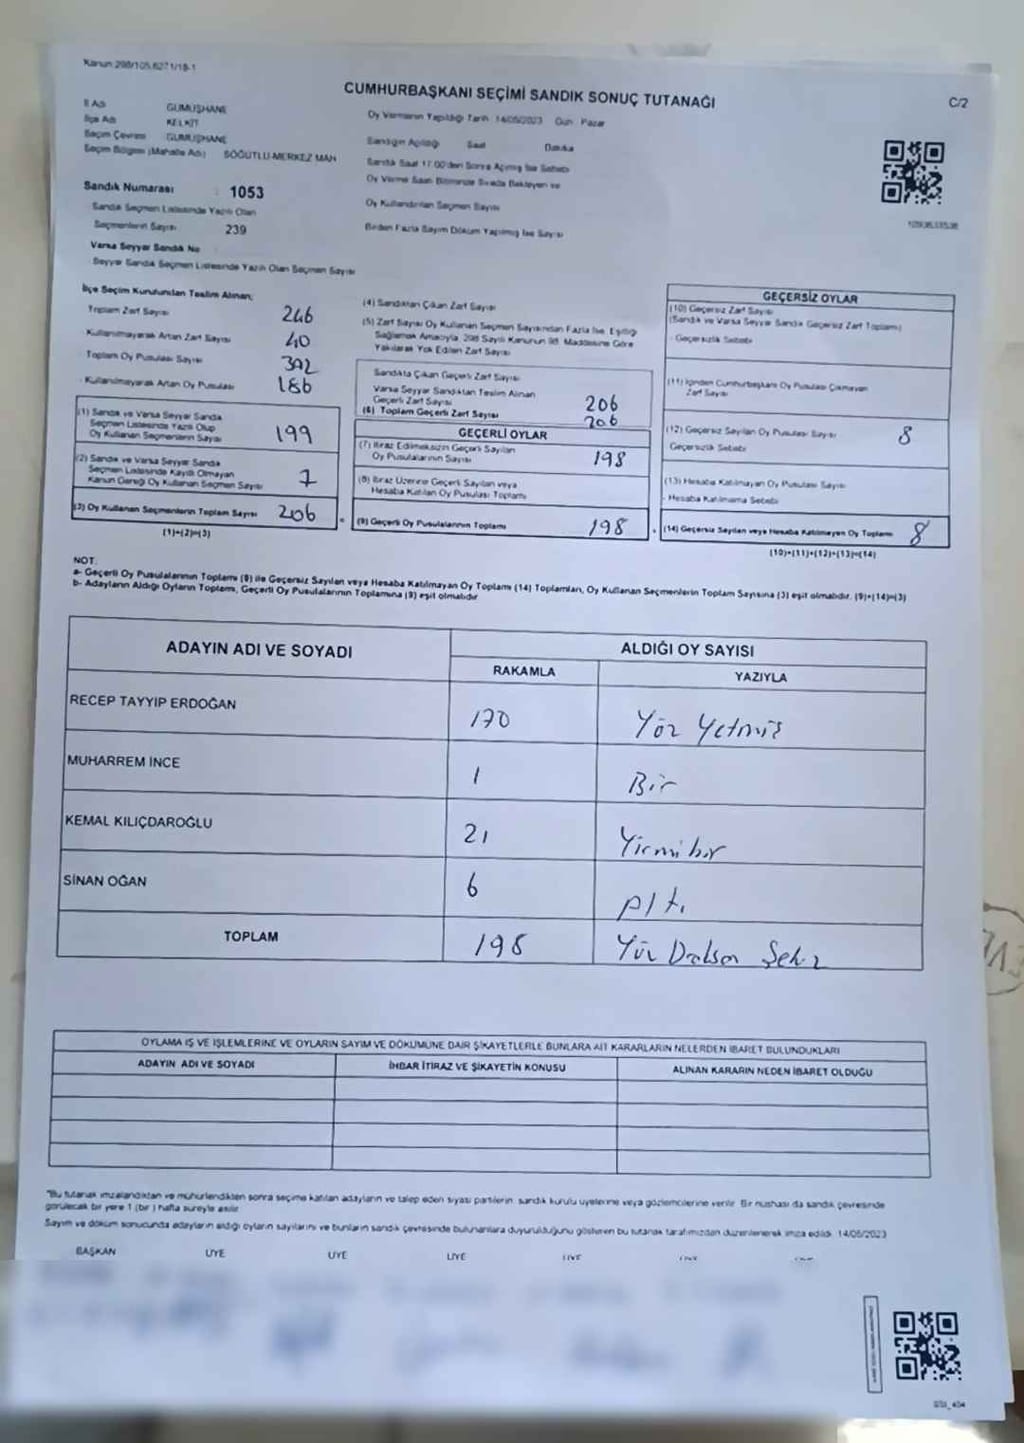 Kanun:298/105,6271/18-1
CUMHURBAŞKANI SEÇİMİ SANDIK SONUÇ TUTANAĞI
C/2
İl Adı GÜMÜŞHANE
İlçe Adı KELKİT
Seçim Çevresi GÜMÜŞHANE
Seçim Bölgesi (Mahalle Adı) SÖĞÜTLÜ-MERKEZ MAH
Sandık Numarası : 1053
Sandık Seçmen Listesinde Yazılı Olan
Seçmenlerin Sayısı 239
Varsa Seyyar Sandık No
Seyyar Sandık Seçmen Listesinde Yazılı Olan Seçmen Sayısı
Oy Vermenin Yapıldığı Tarih : 14/05/2023 Gün : Pazar
Sandığın Açıldığı Saat Dakika
Sandık Saat 17.00'den Sonra Açılmış İse Sebebi
Oy Verme Saati Bitiminde Sırada Bekleyen ve
Oy Kullandırılan Seçmen Sayısı
Birden Fazla Sayım Döküm Yapılmış İse Sayısı
İlçe Seçim Kurulundan Teslim Alınan;
Toplam Zarf Sayısı 246
Kullanılmayarak Artan Zarf Sayısı 40
Toplam Oy Pusulası Sayısı 392
Kullanılmayarak Artan Oy Pusulası 186
(1) Sandık ve Varsa Seyyar Sandık
Seçmen Listesinde Yazılı Olup
Oy Kullanan Seçmenlerin Sayısı 199
(2) Sandık ve Varsa Seyyar Sandık
Seçmen Listesinde Kayıtlı Olmayan
Kanun Gereği Oy Kullanan Seçmen Sayısı 7
(3) Oy Kullanan Seçmenlerin Toplam Sayısı 206
(1)+(2)=(3)
(4) Sandıktan Çıkan Zarf Sayısı
(5) Zarf Sayısı Oy Kullanan Seçmen Sayısından Fazla İse, Eşitliği
Sağlamak Amacıyla, 298 Sayılı Kanunun 98. Maddesine Göre
Yakılarak Yok Edilen Zarf Sayısı
Sandıkta Çıkan Geçerli Zarf Sayısı 206
Varsa Seyyar Sandıktan Teslim Alınan
Geçerli Zarf Sayısı
(6) Toplam Geçerli Zarf Sayısı 206
GEÇERLİ OYLAR
(7) İtiraz Edilmeksizin Geçerli Sayılan
Oy Pusulalarının Sayısı 198
(8) İtiraz Üzerine Geçerli Sayılan veya
Hesaba Katılan Oy Pusulası Toplamı
(9) Geçerli Oy Pusulalarının Toplamı 198
GEÇERSİZ OYLAR
(10) Geçersiz Zarf Sayısı
(Sandık ve Varsa Seyyar Sandık Geçersiz Zarf Toplamı)
- Geçersizlik Sebebi
(11) İçinden Cumhurbaşkanı Oy Pusulası Çıkmayan
Zarf Sayısı
(12) Geçersiz Sayılan Oy Pusulası Sayısı 8
Geçersizlik Sebebi
(13) Hesaba Katılmayan Oy Pusulası Sayısı
- Hesaba Katılmama Sebebi
(14) Geçersiz Sayılan veya Hesaba Katılmayan Oy Toplamı 8
(10)+(11)+(12)+(13)=(14)
NOT:
a- Geçerli Oy Pusulalarının Toplamı (9) ile Geçersiz Sayılan veya Hesaba Katılmayan Oy Toplamı (14) Toplamları, Oy Kullanan Seçmenlerin Toplam Sayısına (3) eşit olmalıdır. (9)+(14)=(3)
b- Adayların Aldığı Oyların Toplamı, Geçerli Oy Pusulalarının Toplamına (9) eşit olmalıdır
ADAYIN ADI VE SOYADI ALDIĞI OY SAYISI
RAKAMLA YAZIYLA
RECEP TAYYIP ERDOĞAN 170 Yüz Yetmiş
MUHARREM İNCE 1 Bir
KEMAL KILIÇDAROĞLU 21 Yirmi bir
SİNAN OĞAN 6 Altı
TOPLAM 198 Yüz Doksan Sekiz
OYLAMA İŞ VE İŞLEMLERİNE VE OYLARIN SAYIM VE DÖKÜMÜNE DAİR ŞİKAYETLERLE BUNLARA AİT KARARLARIN NELERDEN İBARET BULUNDUKLARI
ADAYIN ADI VE SOYADI İHBAR İTİRAZ VE ŞİKAYETİN KONUSU ALINAN KARARIN NEDEN İBARET OLDUĞU
"Bu tutanak imzalandıktan ve mühürlendikten sonra seçime katılan adayların ve talep eden siyasi partilerin sandık kurulu üyelerine veya gözlemcilerine verilir. Bir nüshası da sandık çevresinde
görülecek bir yere 1 (bir) hafta süreyle asılır.
Sayım ve döküm sonucunda adayların aldığı oyların sayılarını ve bunların sandık çevresinde bulunanlara duyurulduğunu gösteren bu tutanak tarafımızdan düzenlenerek imza edildi. 14/05/2023
BAŞKAN ÜYE ÜYE ÜYE ÜYE